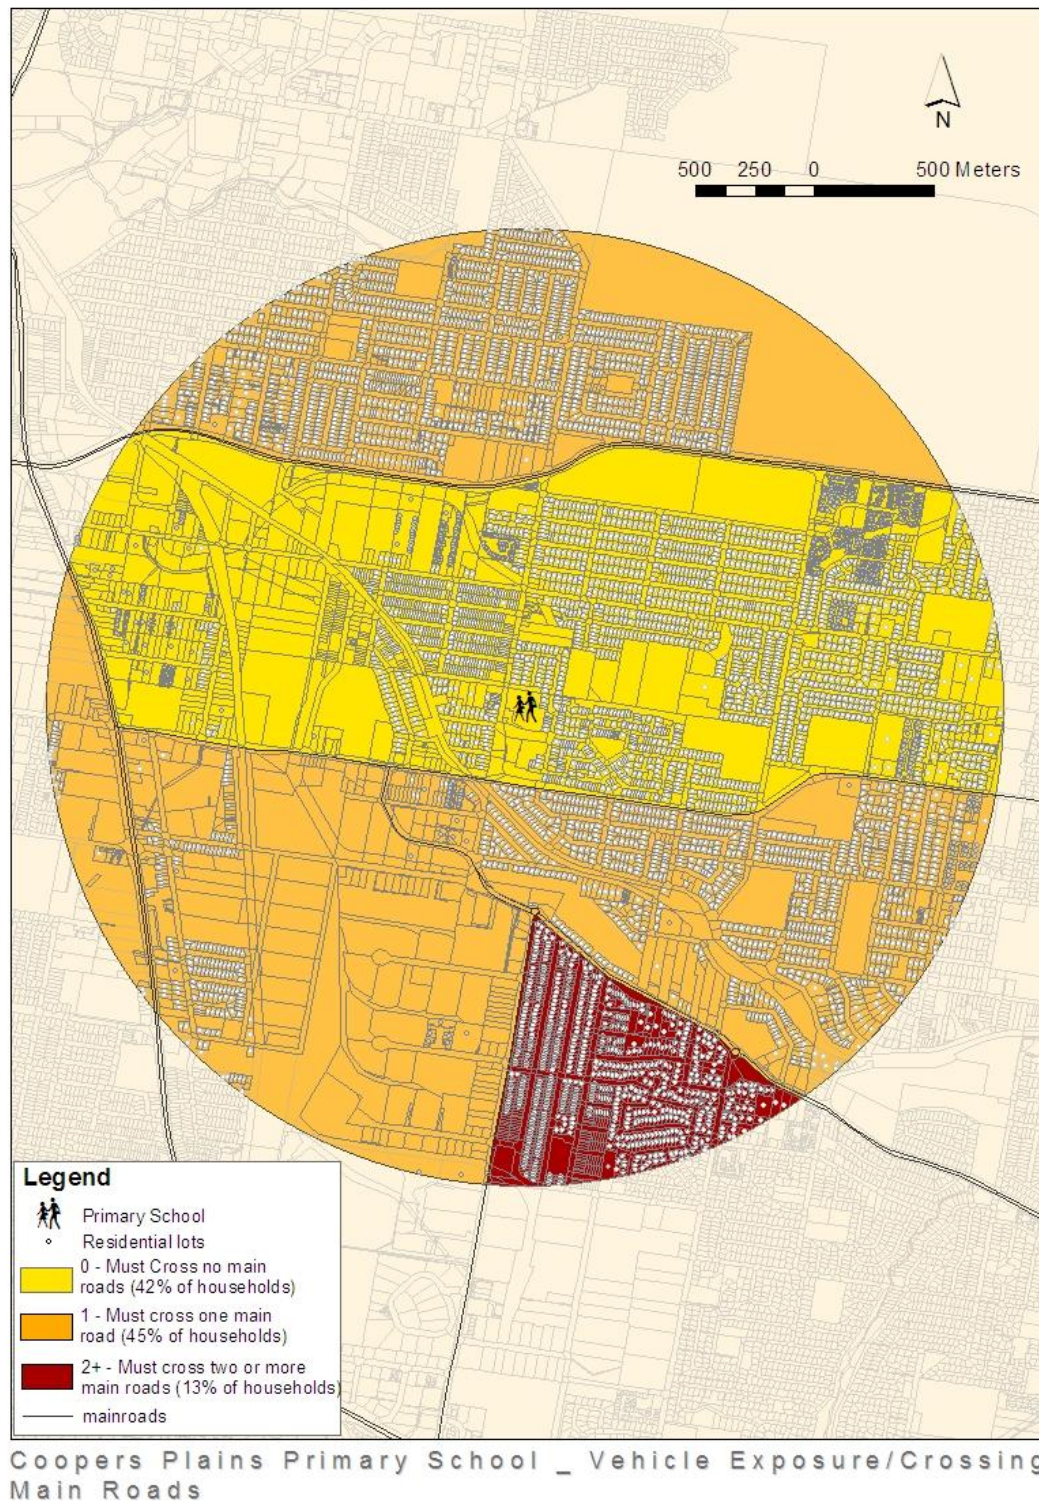 N
500 250 0 500 Meters
Legend
Primary School
Residential lots
0 - Must Cross no main
roads (42% of households)
1 - Must cross one main
road (45% of households)
2+ - Must cross two or more
main roads (13% of households)
mainroads
Coopers Plains Primary School _ Vehicle Exposure/Crossing
Main Roads